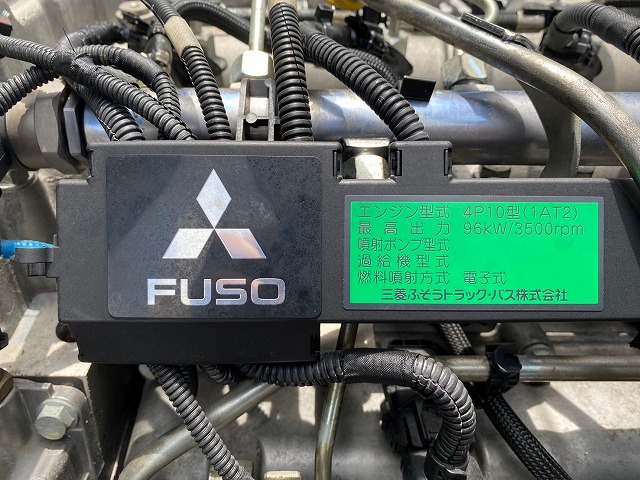 FUSO
エンジン型式 4P10型(1AT2)
最高出力 96kW/3500rpm
噴射ポンプ型式
過給機型式
燃料噴射方式 電子式
三菱ふそうトラック・バス株式会社